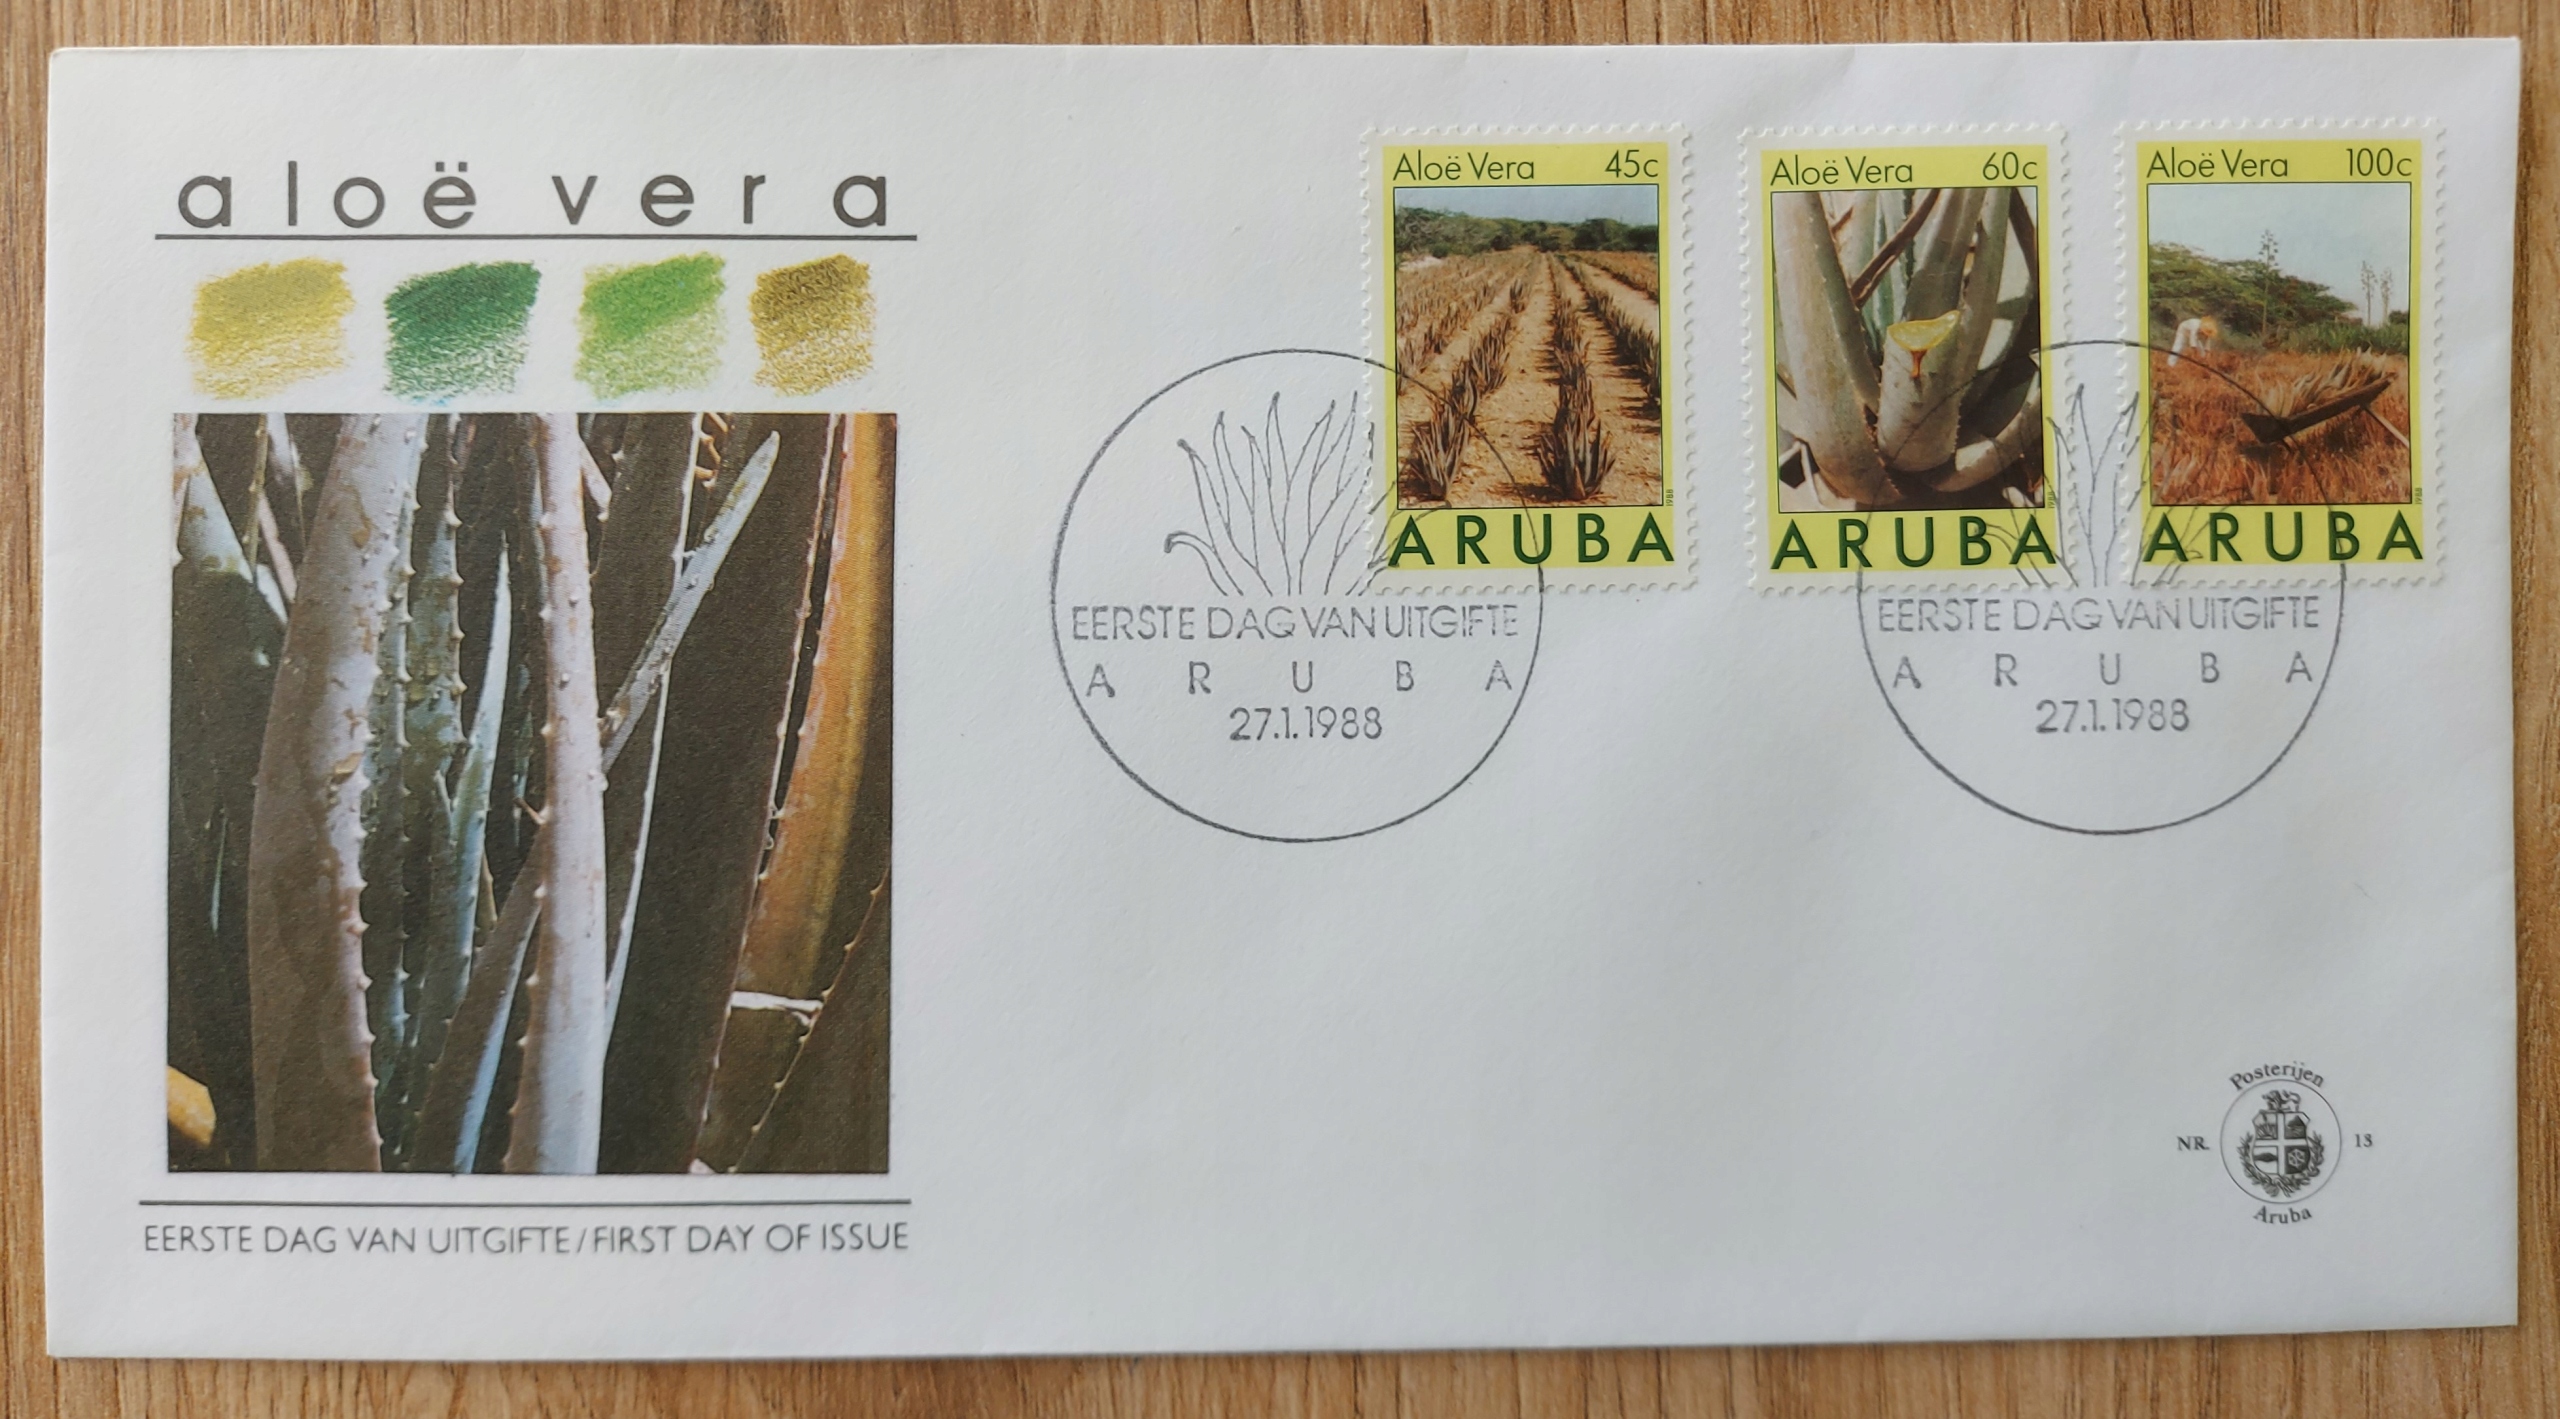 aloë vera
EERSTE DAG VAN UITGIFTE/FIRST DAY OF ISSUE
Aloë Vera 45c
1988
ARUBA
Aloë Vera 60c
1988
ARUBA
Aloë Vera 100c
1988
ARUBA
EERSTE DAG VAN UITGIFTE
ARUBA
27.1.1988
EERSTE DAG VAN UITGIFTE
ARUBA
27.1.1988
Posterijen
NR. 13
Aruba